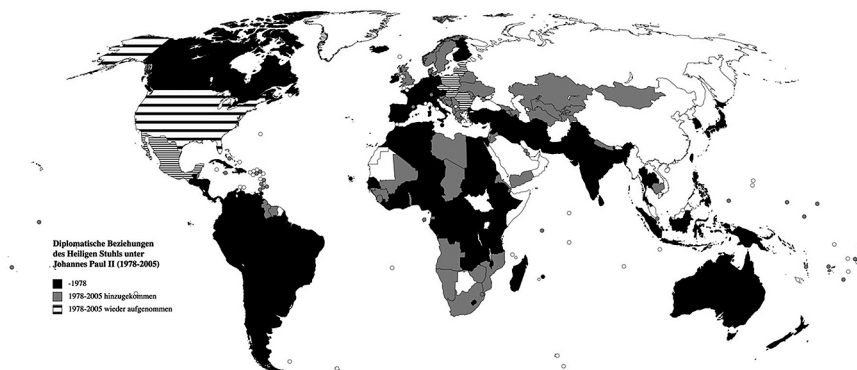 Diplomatische Beziehungen
des Heiligen Stuhls unter
Johannes Paul II (1978-2005)
-1978
1978-2005 hinzugekommen
1978-2005 wieder aufgenommen